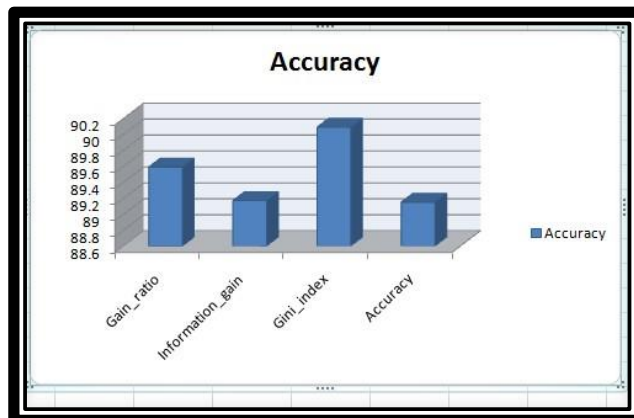 Accuracy
90.2
90
89.8
89.6
89.4
89.2
89
88.8
88.6
Gain_ratio
Information_gain
Gini_index
Accuracy
Accuracy